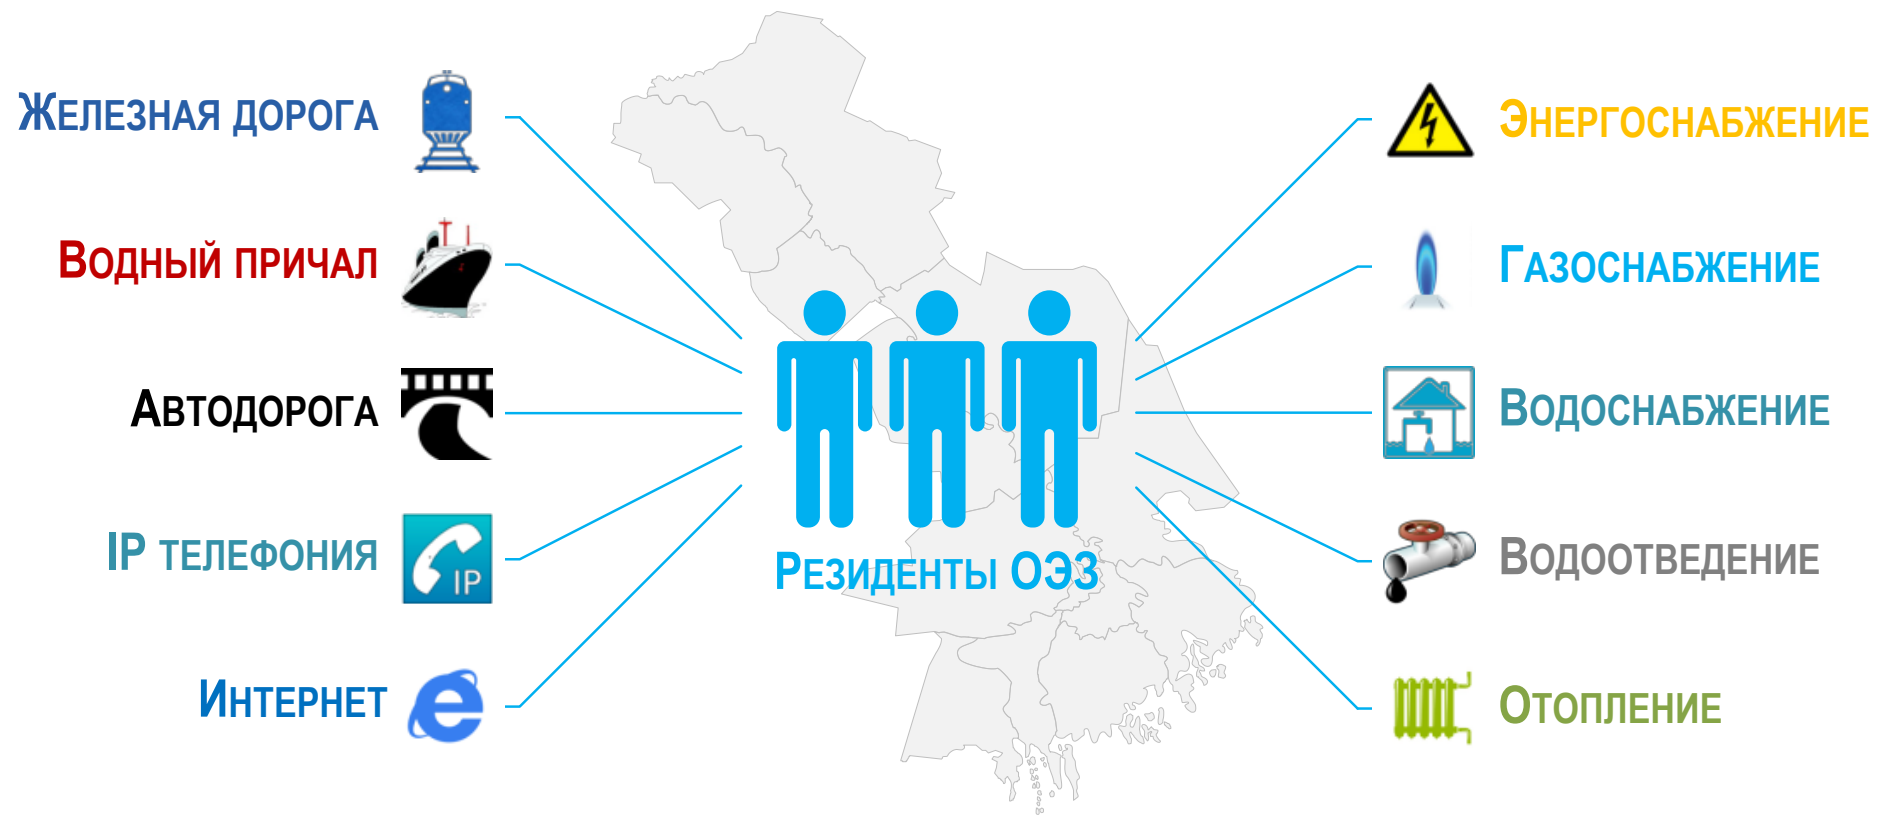 Железная дорога
Водный причал
Автодорога
IP телефония
IP
Интернет
Резиденты ОЭЗ
Энергоснабжение
Газоснабжение
Водоснабжение
Водоотведение
Отопление